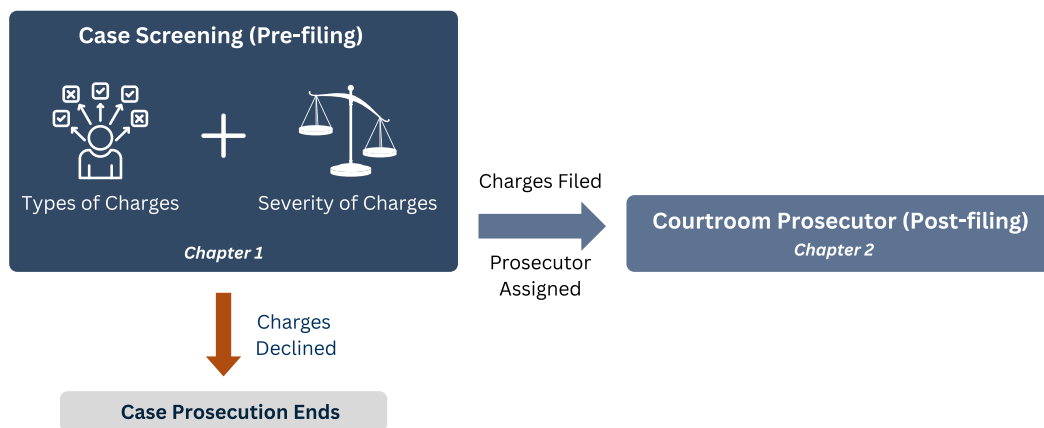 Case Screening (Pre-filing)
Types of Charges
Severity of Charges
Chapter 1
Charges Filed
Prosecutor
Assigned
Courtroom Prosecutor (Post-filing)
Chapter 2
Charges
Declined
Case Prosecution Ends